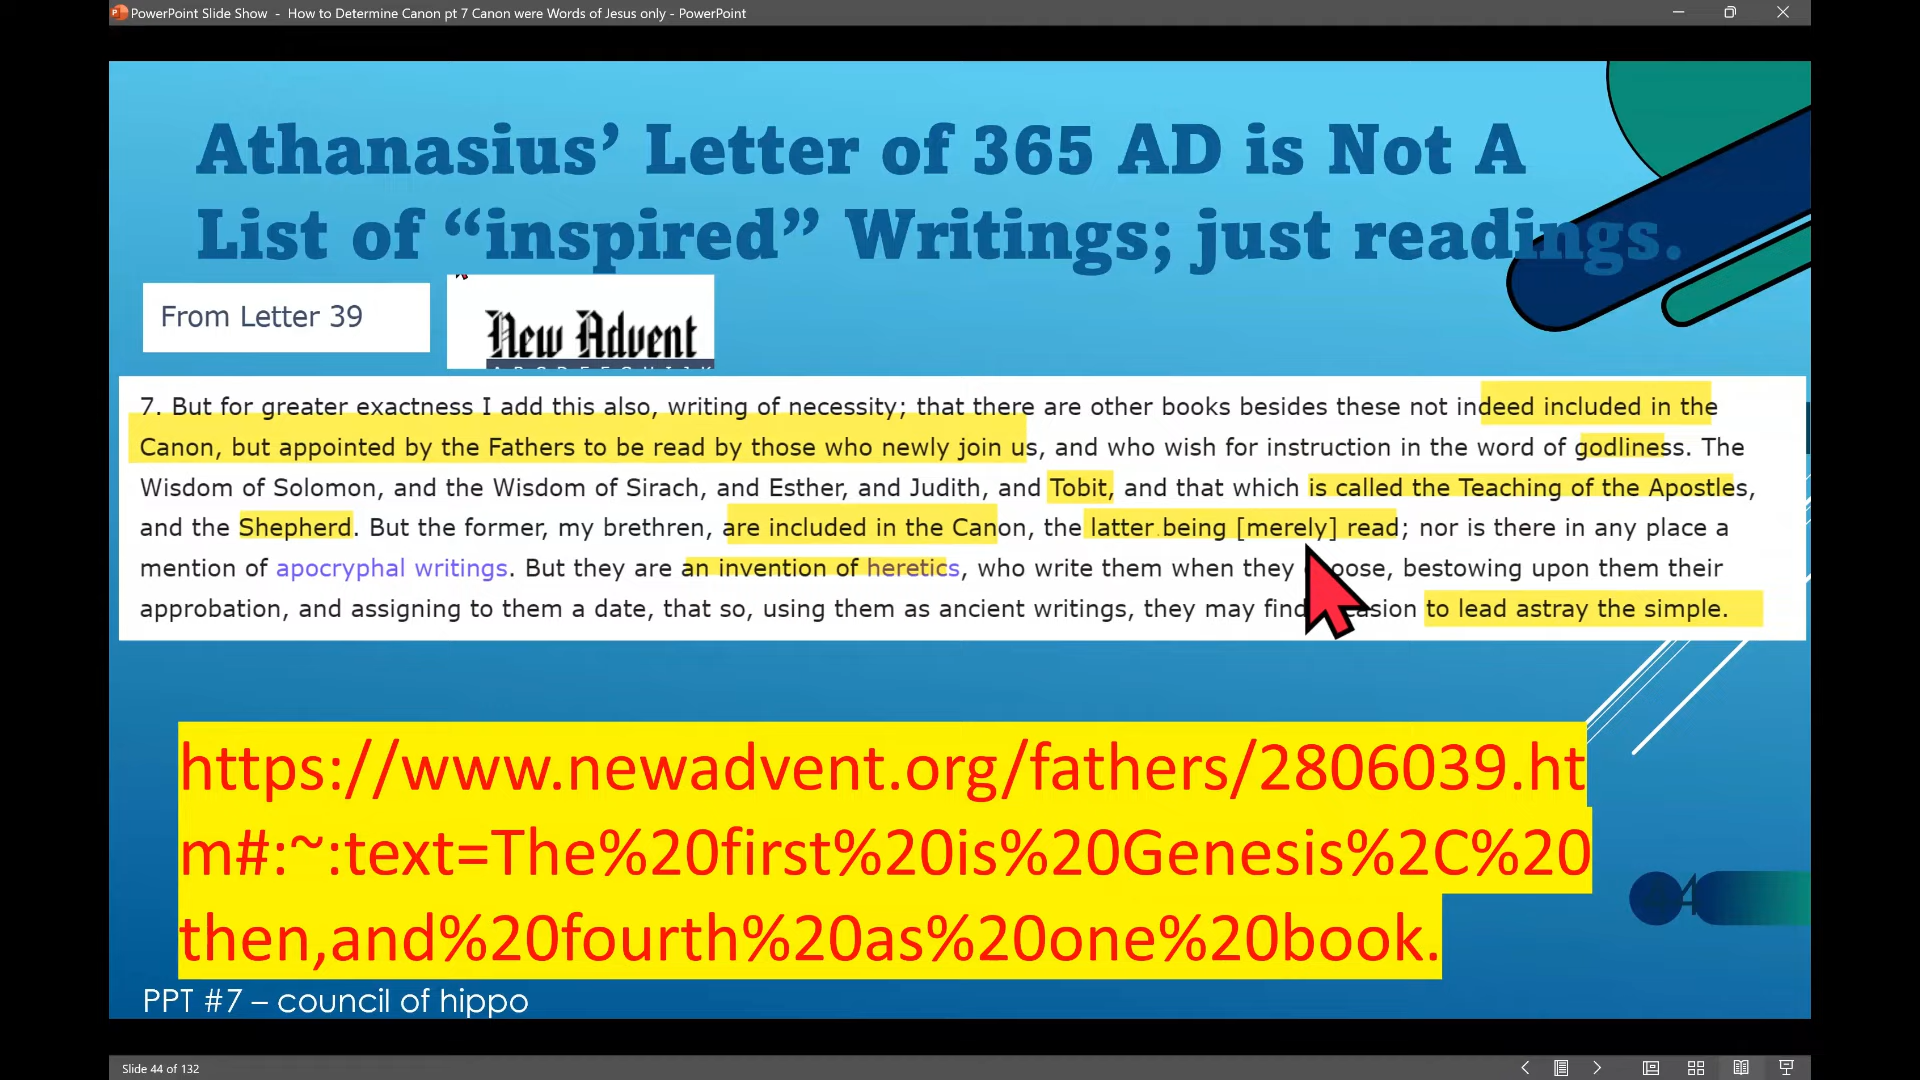 PowerPoint Slide Show - How to Determine Canon pt 7 Canon were Words of Jesus only - PowerPoint
Athanasius’ Letter of 365 AD is Not A
List of “inspired” Writings; just readings.
From Letter 39
New Advent
7. But for greater exactness I add this also, writing of necessity; that there are other books besides these not indeed included in the
Canon, but appointed by the Fathers to be read by those who newly join us, and who wish for instruction in the word of godliness. The
Wisdom of Solomon, and the Wisdom of Sirach, and Esther, and Judith, and Tobit, and that which is called the Teaching of the Apostles,
and the Shepherd. But the former, my brethren, are included in the Canon, the latter being [merely] read; nor is there in any place a
mention of apocryphal writings. But they are an invention of heretics, who write them when they choose, bestowing upon them their
approbation, and assigning to them a date, that so, using them as ancient writings, they may find occasion to lead astray the simple.
https://www.newadvent.org/fathers/2806039.ht
m#:~:text=The%20first%20is%20Genesis%2C%20
then,and%20fourth%20as%20one%20book.
44
PPT #7 – council of hippo
Slide 44 of 132